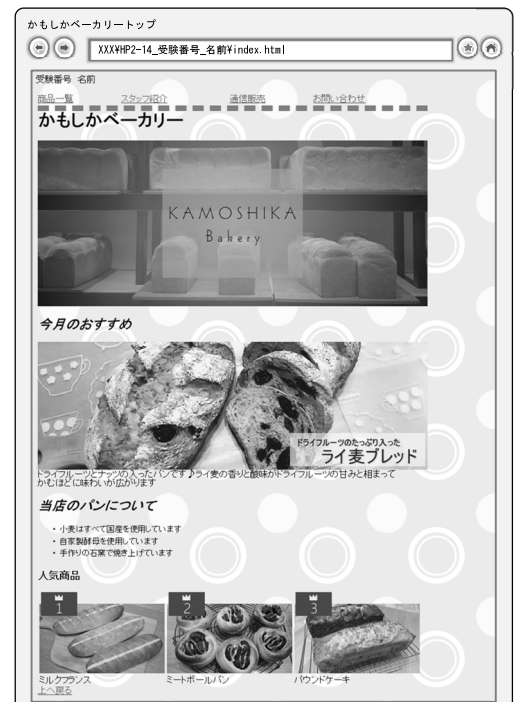 かもしかベーカリートップ
XXX¥HP2-14_受験番号_名前¥index.html
受験番号 名前
商品一覧 スタッフ紹介 通信販売 お問い合わせ
かもしかベーカリー
KAMOSHIKA
Bakery
今月のおすすめ
ドライフルーツのたっぷり入った
ライ麦ブレッド
ドライフルーツとナッツの入ったパンです♪ライ麦の香りと酸味がドライフルーツの甘みと相まって
かむほどに味わいが広がります
当店のパンについて
・小麦はすべて国産を使用しています
・自家製酵母を使用しています
・手作りの石窯で焼き上げています
人気商品
1 2 3
ミルクフランス ミートボールパン パウンドケーキ
上へ戻る